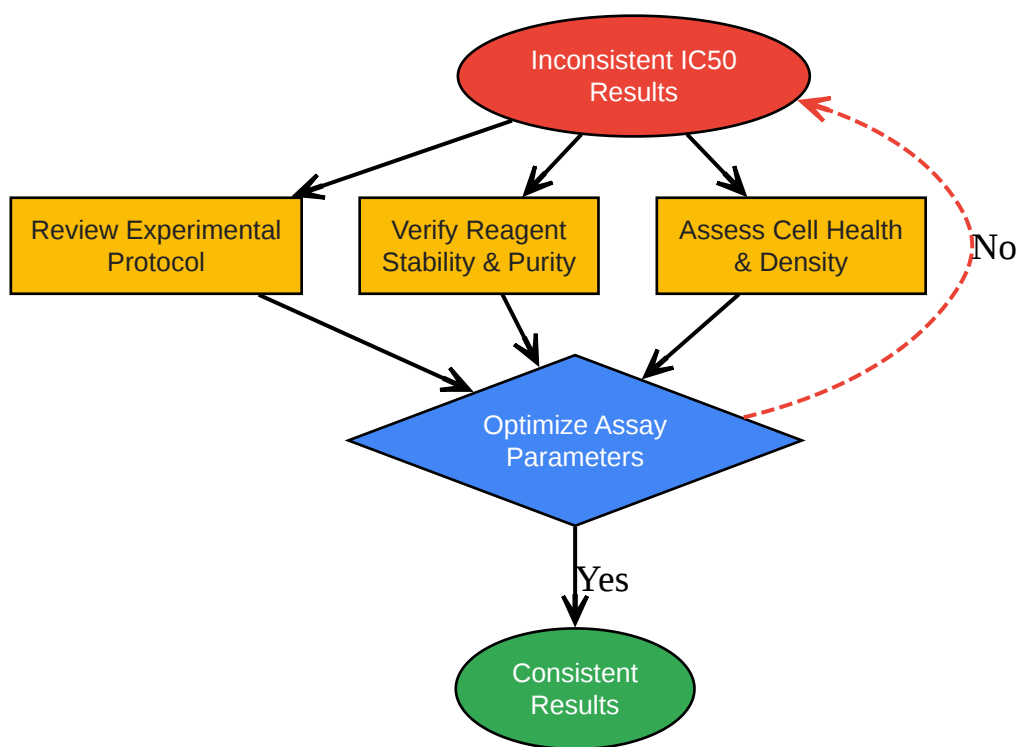 Inconsistent IC50
Results
Review Experimental
Protocol
Verify Reagent
Stability & Purity
Assess Cell Health
& Density
No
Optimize Assay
Parameters
Yes
Consistent
Results